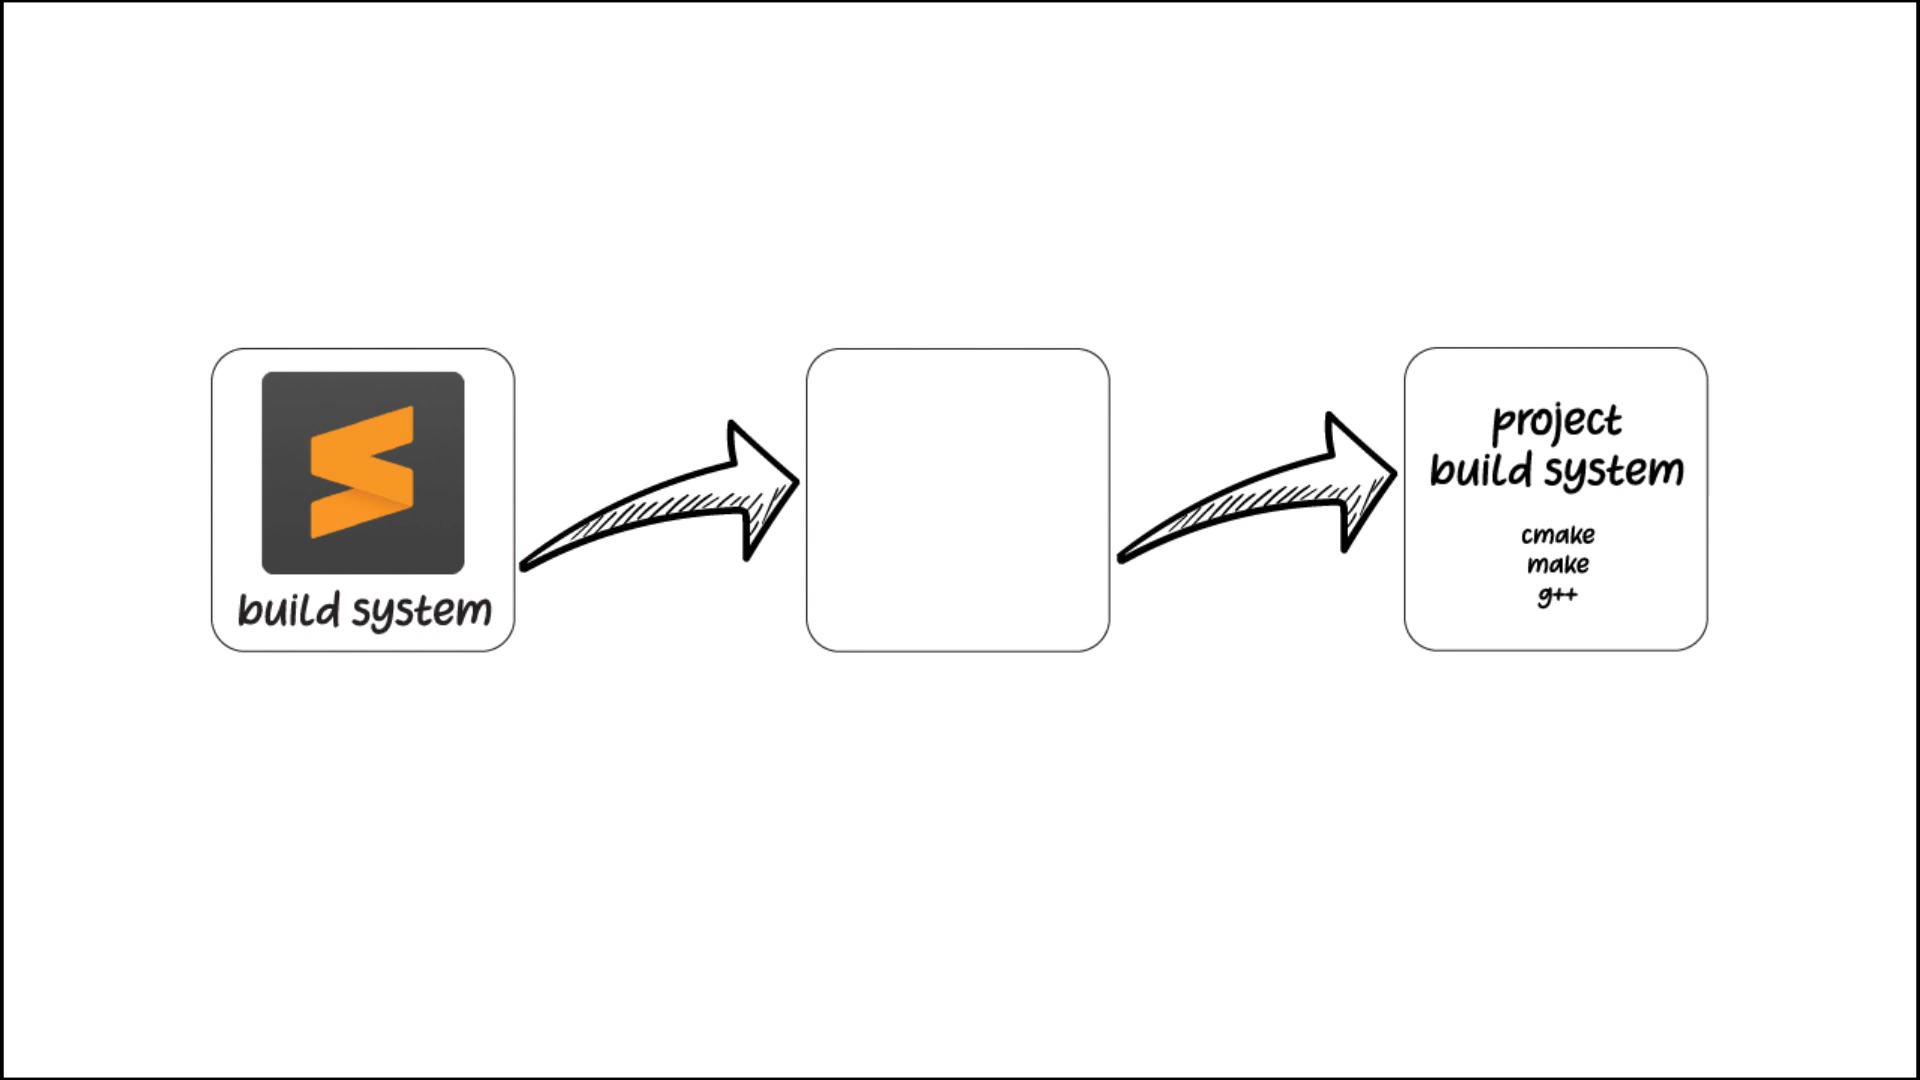 build system
project
build system
cmake
make
g++